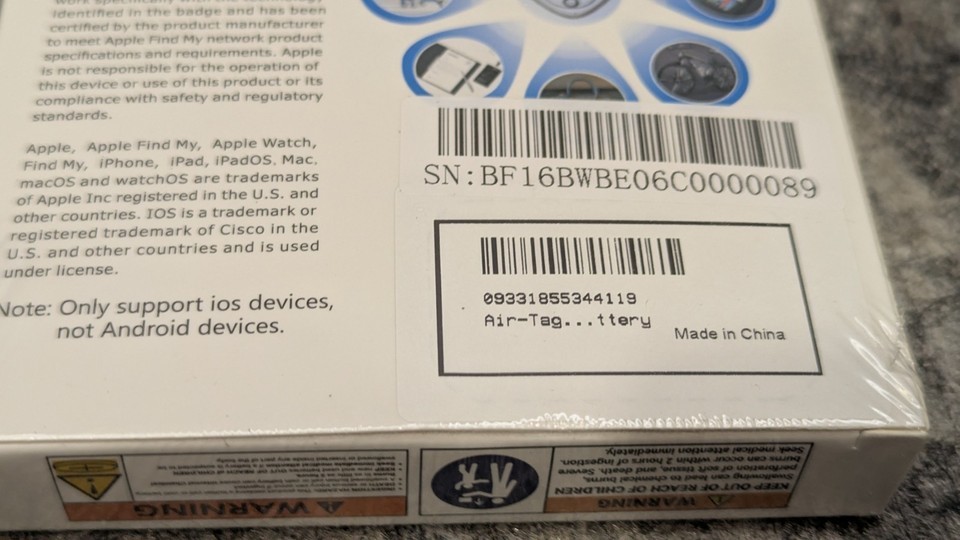 work specifically with the technology
identified in the badge and has been
certified by the product manufacturer
to meet Apple Find My network product
specifications and requirements. Apple
is not responsible for the operation of
this device or use of this product or its
compliance with safety and regulatory
standards.
Apple, Apple Find My, Apple Watch,
Find My, iPhone, iPad, iPadOS. Mac.
macOS and watchOS are trademarks
of Apple Inc registered in the U.S. and
other countries. IOS is a trademark or
registered trademark of Cisco in the
U.S. and other countries and is used
under license.
Note: Only support ios devices,
not Android devices.
SN:BF16BWBE06C0000089
09331855344119
Air-Tag...ttery
Made in China
WARNING
WARNING
KEEP OUT OF REACH OF CHILDREN
Swallowing can lead to chemical burns,
perforation of soft tissue, and death. Severe
burns can occur within 2 hours of ingestion.
Seek medical attention immediately.